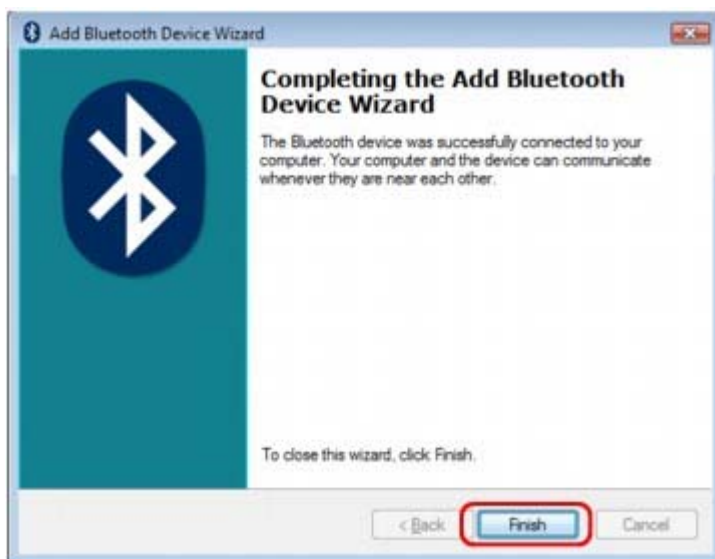 Add Bluetooth Device Wizard
Completing the Add Bluetooth
Device Wizard
The Bluetooth device was successfully connected to your
computer. Your computer and the device can communicate
whenever they are near each other.
To close this wizard, click Finish.
< Back Finish Cancel